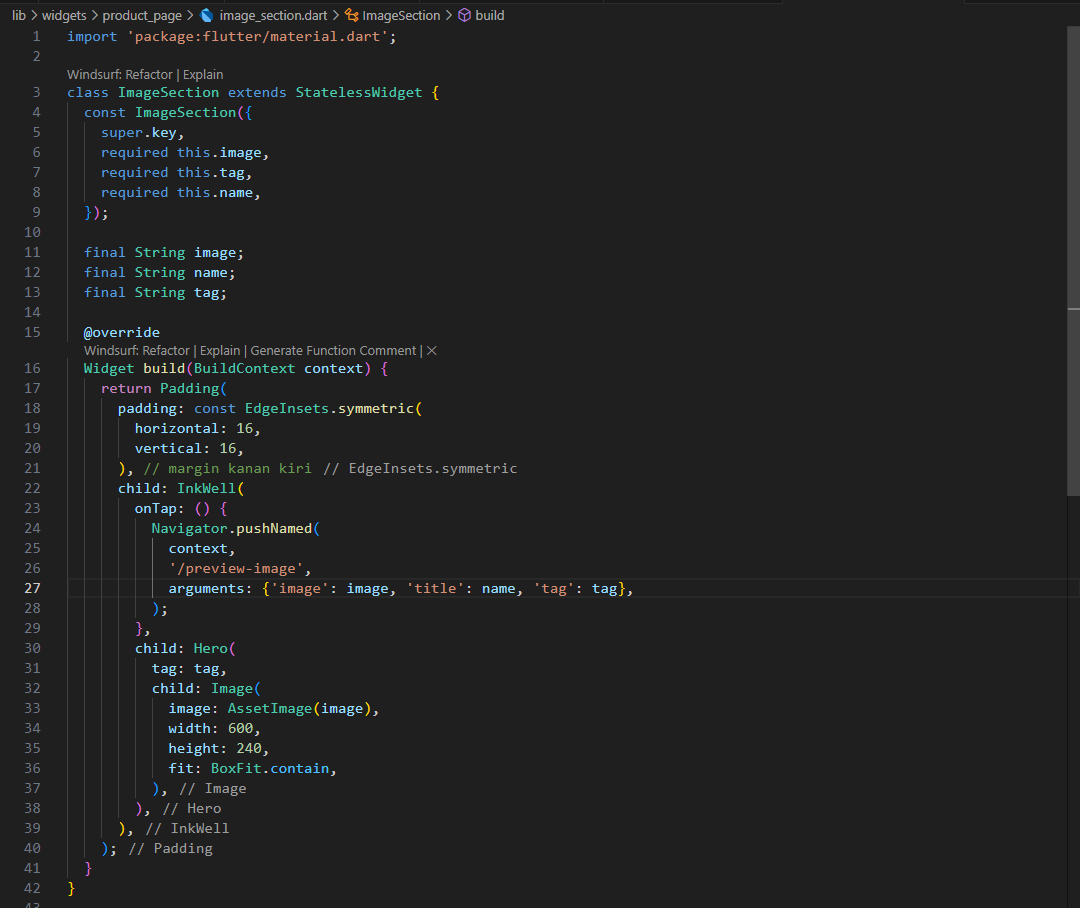 lib > widgets > product_page > image_section.dart > ImageSection > build
1 import 'package:flutter/material.dart';
2
Windsurf: Refactor | Explain
3 class ImageSection extends StatelessWidget {
4   const ImageSection({
5     super.key,
6     required this.image,
7     required this.tag,
8     required this.name,
9   });
10
11   final String image;
12   final String name;
13   final String tag;
14
15   @override
Windsurf: Refactor | Explain | Generate Function Comment | ×
16   Widget build(BuildContext context) {
17     return Padding(
18       padding: const EdgeInsets.symmetric(
19         horizontal: 16,
20         vertical: 16,
21       ), // margin kanan kiri // EdgeInsets.symmetric
22       child: InkWell(
23         onTap: () {
24           Navigator.pushNamed(
25             context,
26             '/preview-image',
27             arguments: {'image': image, 'title': name, 'tag': tag},
28           );
29         },
30         child: Hero(
31           tag: tag,
32           child: Image(
33             image: AssetImage(image),
34             width: 600,
35             height: 240,
36             fit: BoxFit.contain,
37           ), // Image
38         ), // Hero
39       ), // InkWell
40     ); // Padding
41   }
42 }
43